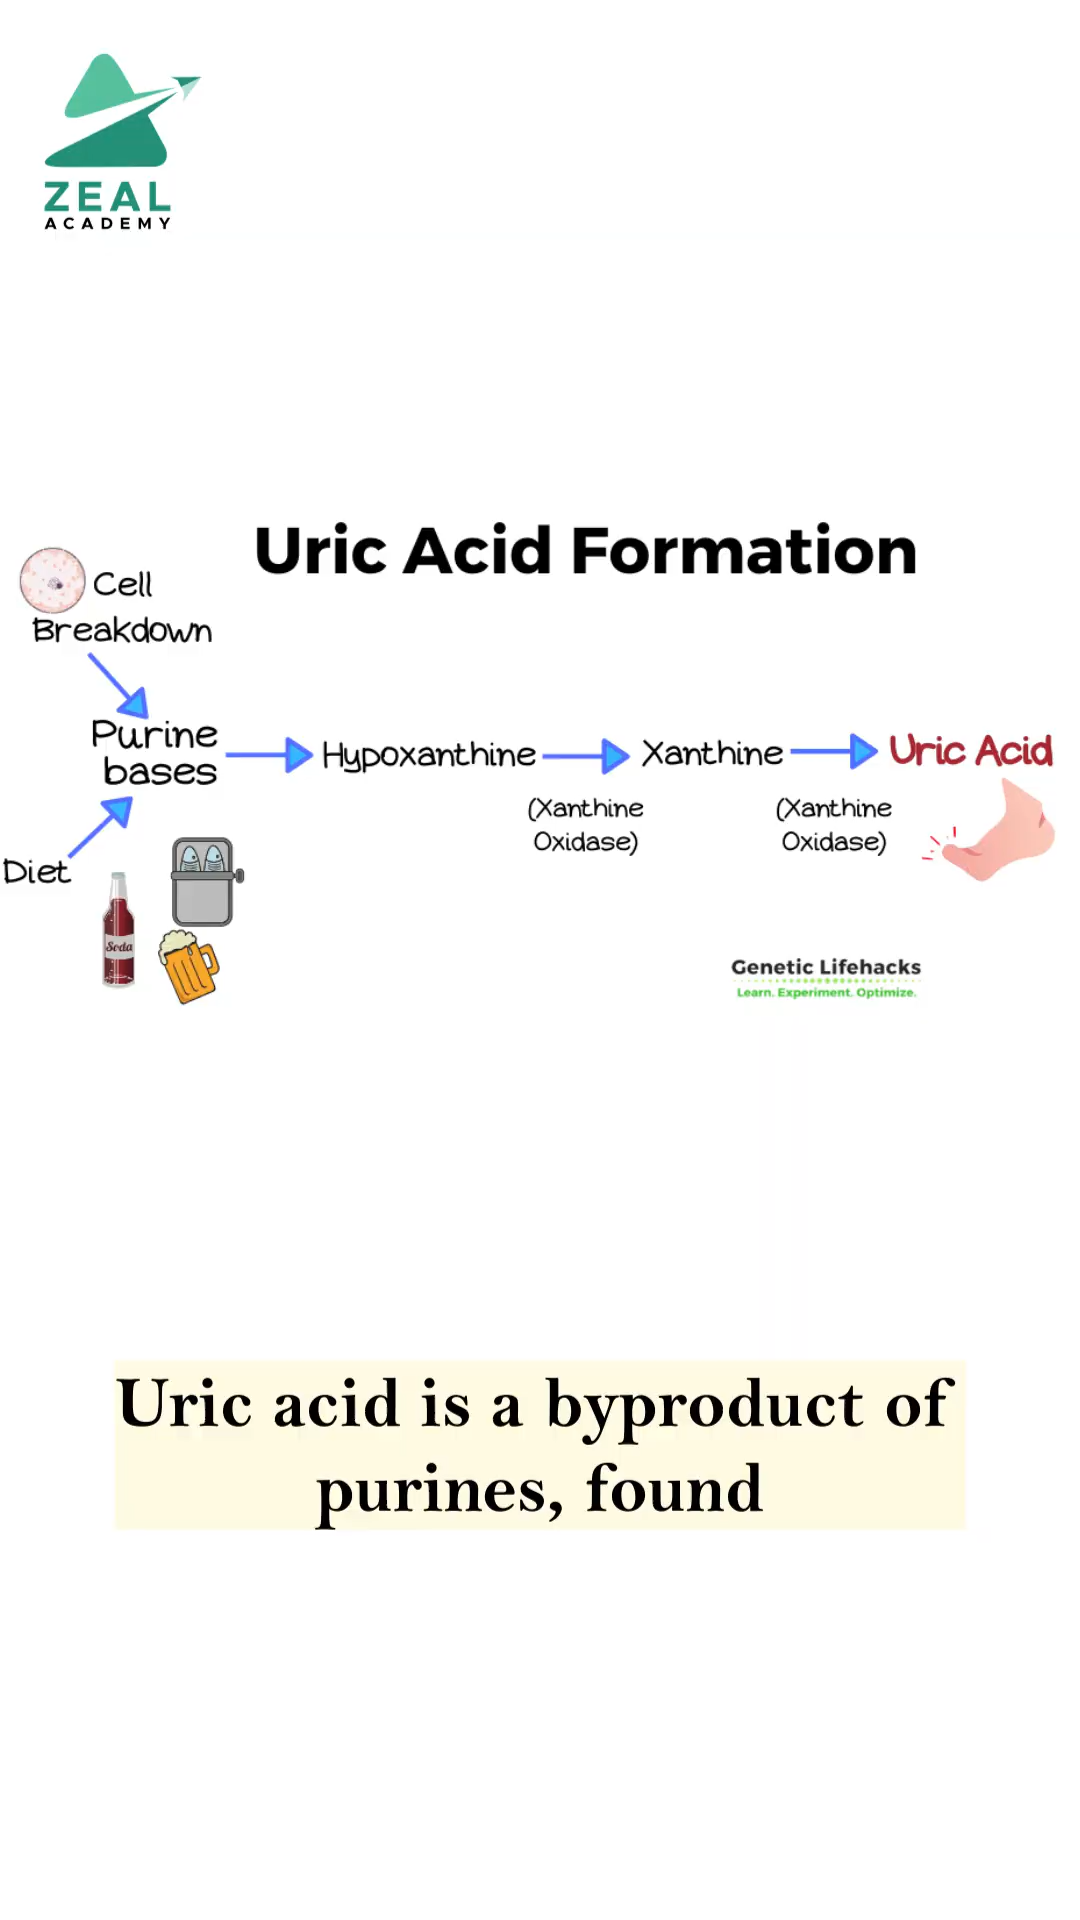 ZEAL
ACADEMY
Uric Acid Formation
Cell
Breakdown
Purine
bases
Hypoxanthine
Xanthine
Uric Acid
(Xanthine
Oxidase)
(Xanthine
Oxidase)
Diet
Soda
Genetic Lifehacks
Learn. Experiment. Optimize.
Uric acid is a byproduct of
purines, found